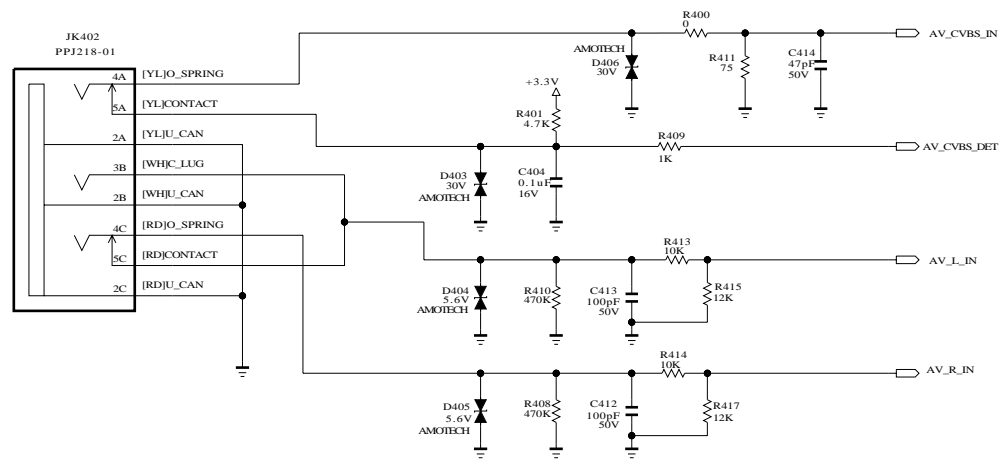 JK402
PPJ218-01
4A [YL]O_SPRING
5A [YL]CONTACT
2A [YL]U_CAN
3B [WH]C_LUG
2B [WH]U_CAN
4C [RD]O_SPRING
5C [RD]CONTACT
2C [RD]U_CAN
R400
0
AV_CVBS_IN
AMOTECH
D406
30V
R411
75
C414
47pF
50V
+3.3V
R401
4.7K
R409
1K
AV_CVBS_DET
D403
30V
AMOTECH
C404
0.1uF
16V
R413
10K
AV_L_IN
D404
5.6V
AMOTECH
R410
470K
C413
100pF
50V
R415
12K
R414
10K
AV_R_IN
D405
5.6V
AMOTECH
R408
470K
C412
100pF
50V
R417
12K